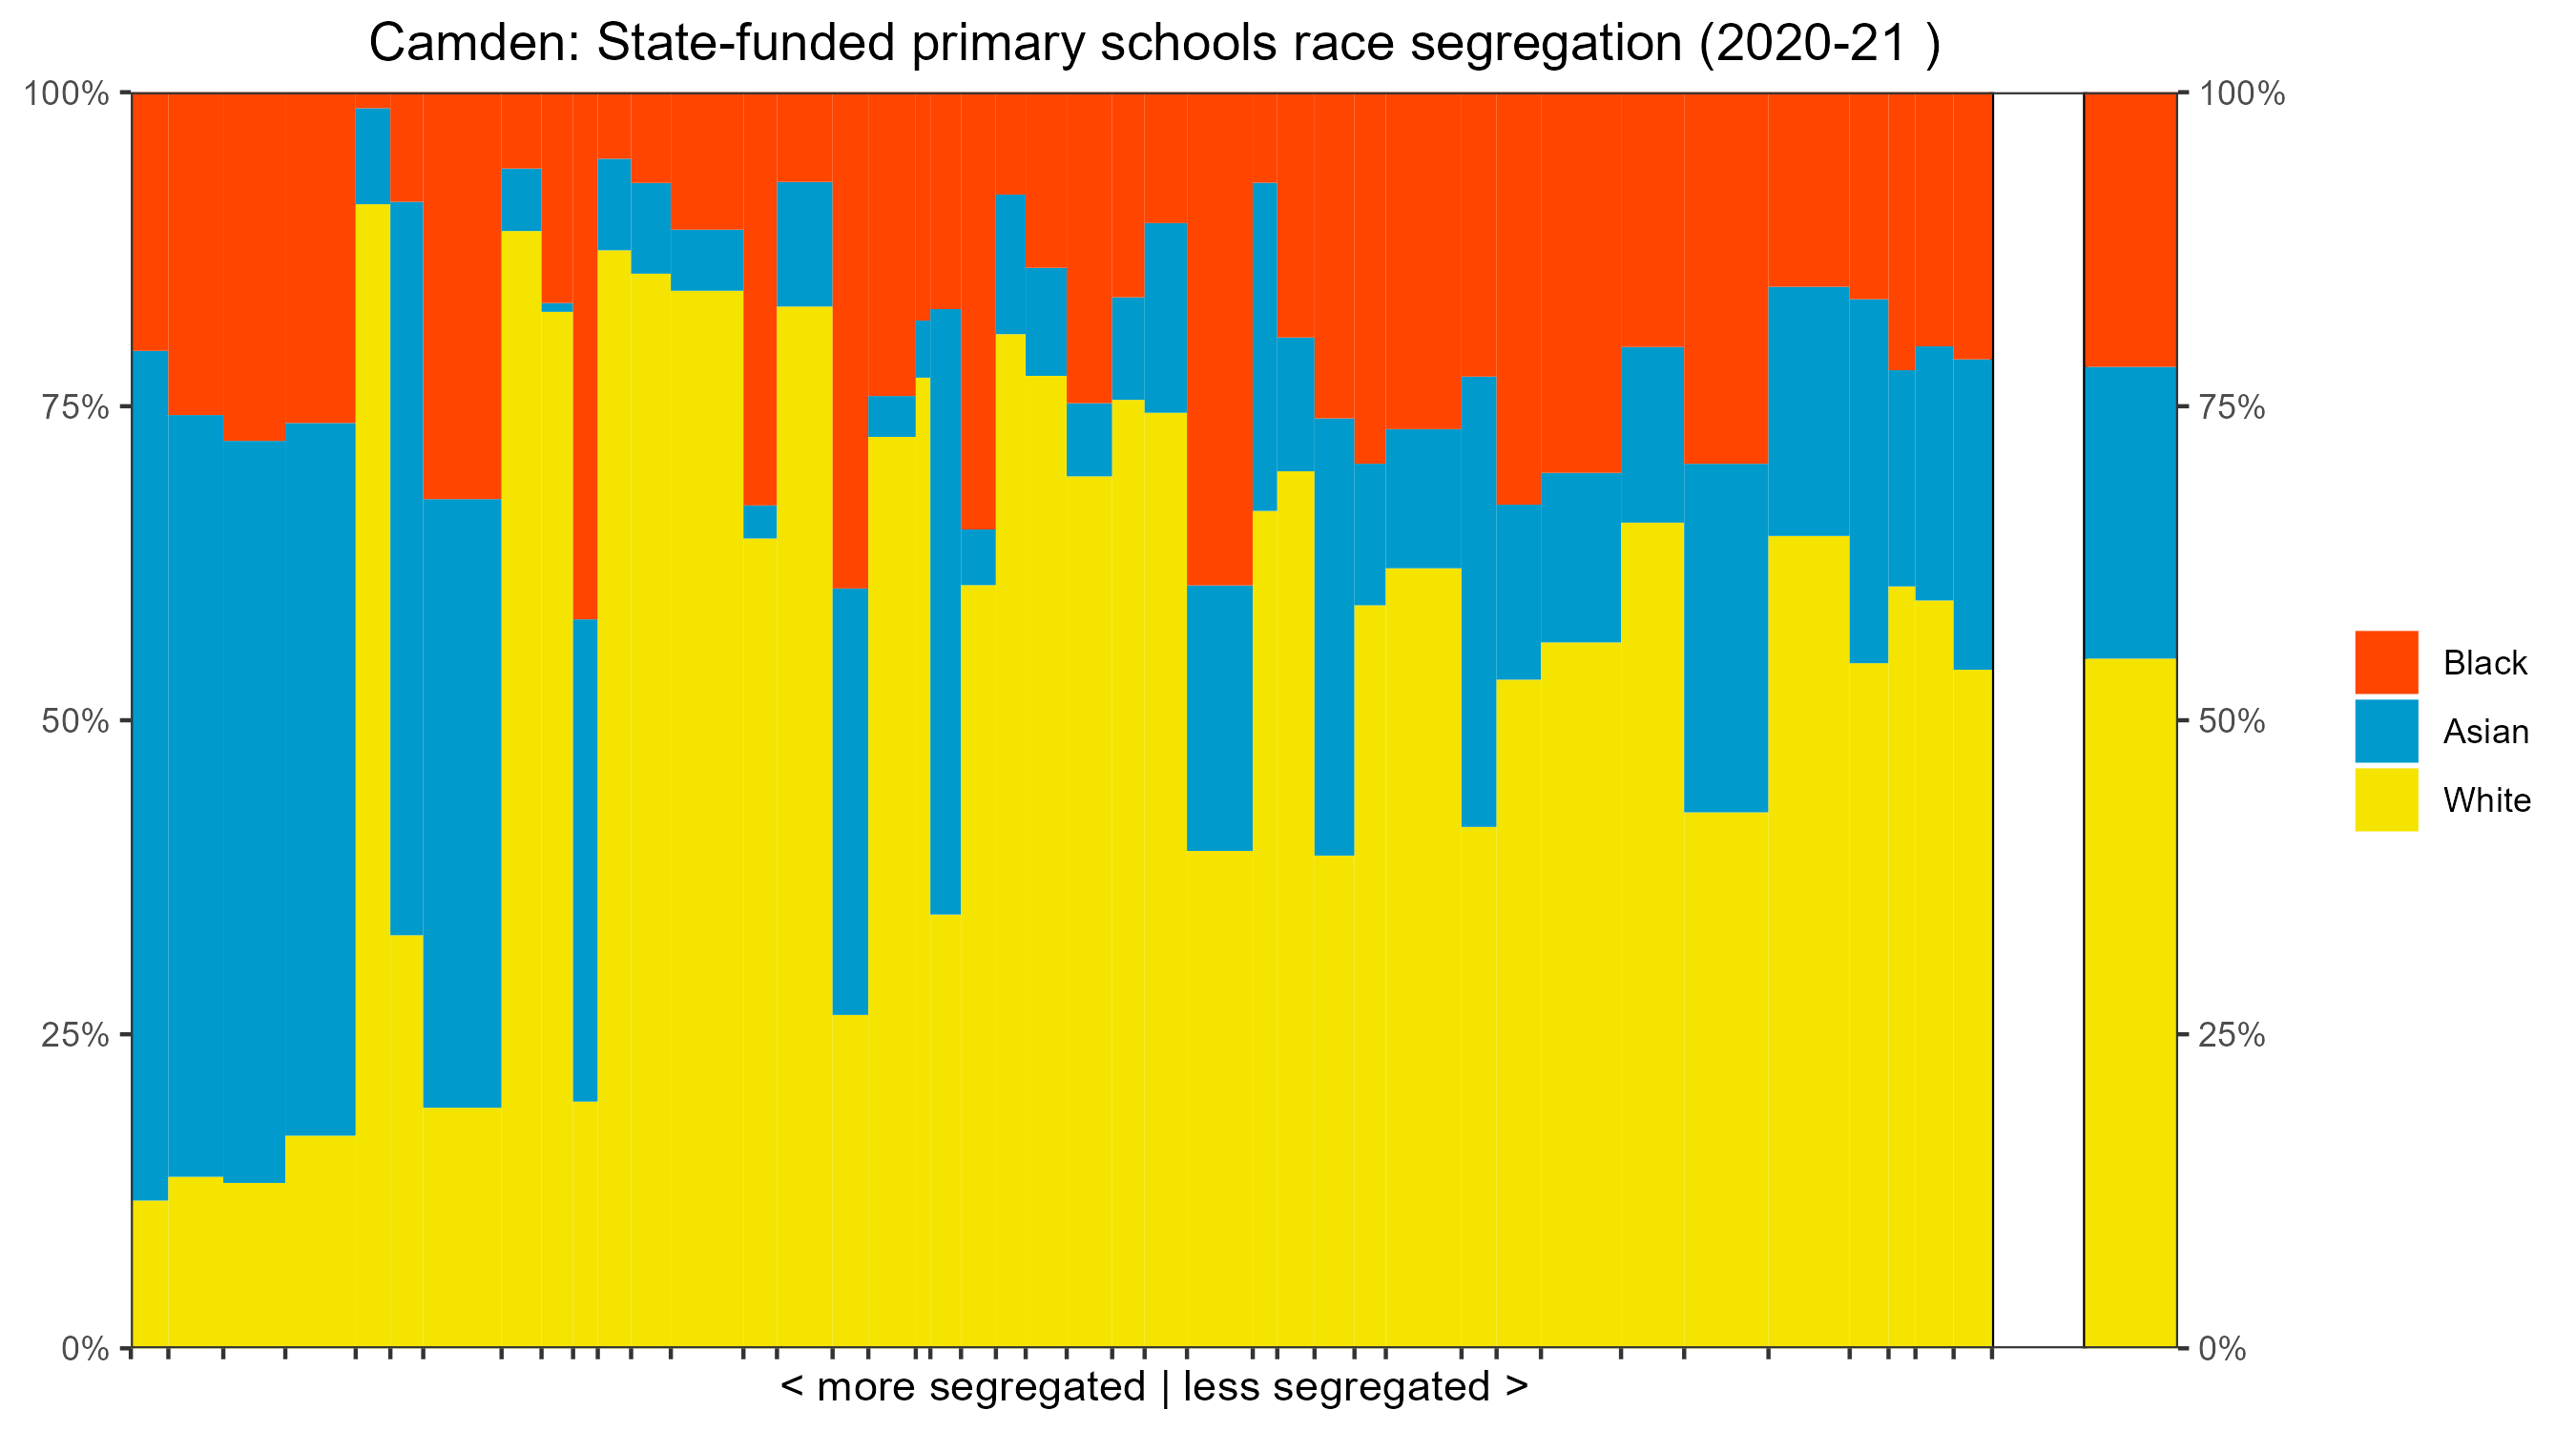 Camden: State-funded primary schools race segregation (2020-21 )
100%
75%
50%
25%
0%
100%
75%
50%
25%
0%
Black
Asian
White
< more segregated | less segregated >